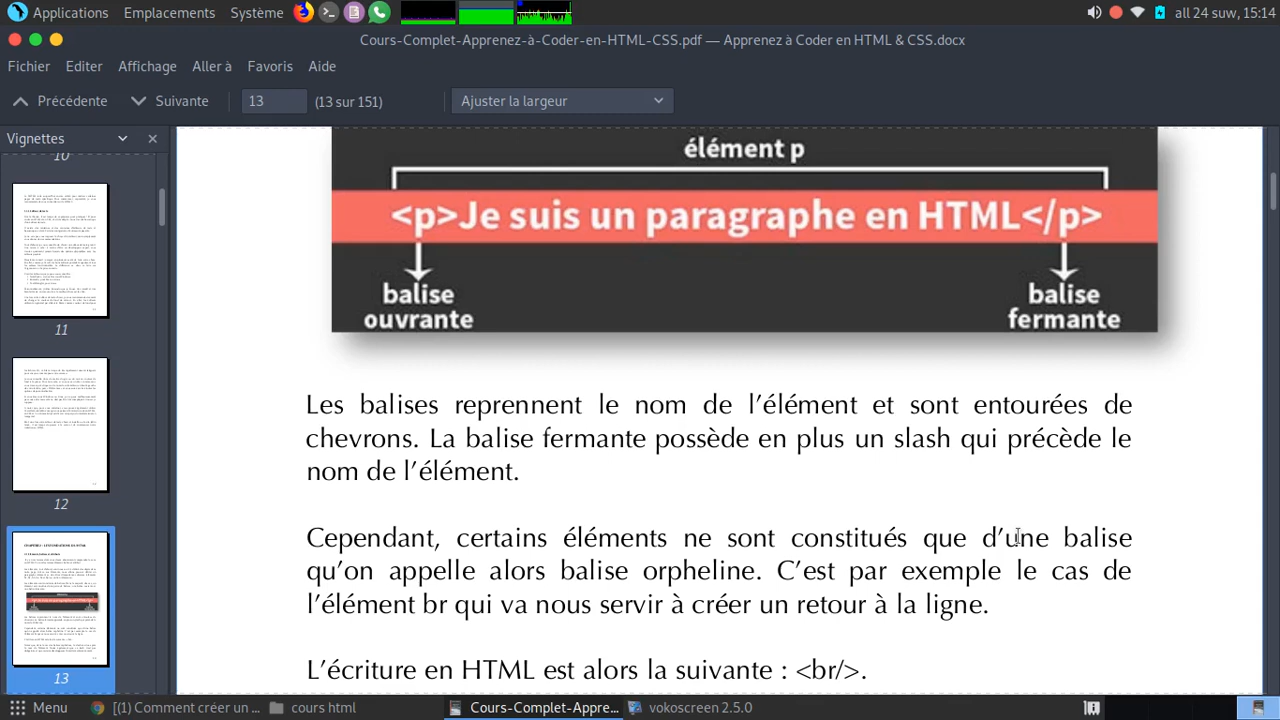 Applications Emplacements Système all 24 suw, 15:14
Cours-Complet-Apprenez-à-Coder-en-HTML-CSS.pdf — Apprenez à Coder en HTML & CSS.docx
Fichier Editer Affichage Aller à Favoris Aide
Précédente Suivante 13 (13 sur 151) Ajuster la largeur
Vignettes
10
11
12
13
élément p
<p> suis un paragraphe en HTML</p>
balise ouvrante
balise fermante
Les balises reprennent le nom de l'élément et sont entourées de
chevrons. La balise fermante possède en plus un slash qui précède le
nom de l'élément.
Cependant, certains éléments ne sont constitués que d'une balise
qu'on appelle alors balise orpheline. C'est par exemple le cas de
l'élément br qui va nous servir à créer un retour à la ligne.
L'écriture en HTML est alors la suivante : <br/>.
Menu [(1) Comment créer un ... cours html Cours-Complet-Appre... vokoscreen 2.5.0